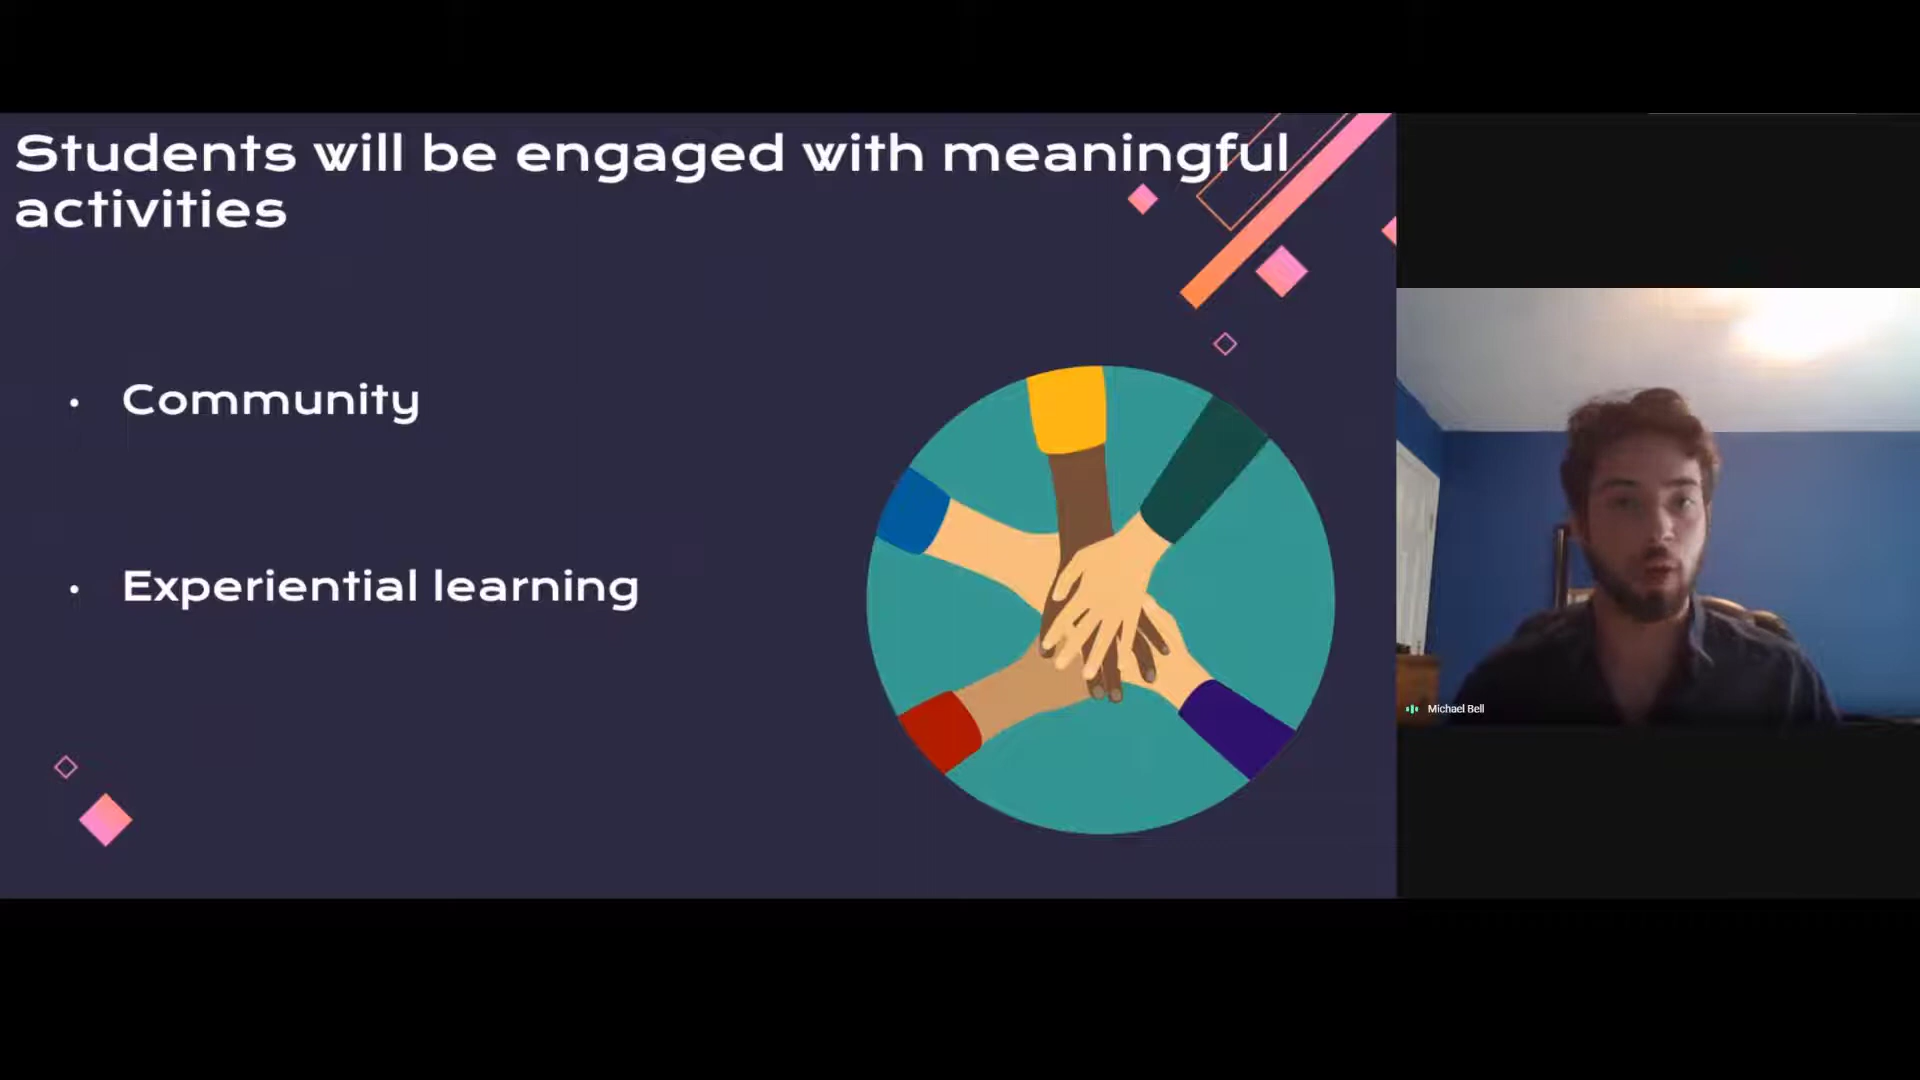 Students will be engaged with meaningful
activities
• Community
• Experiential learning
Michael Bell